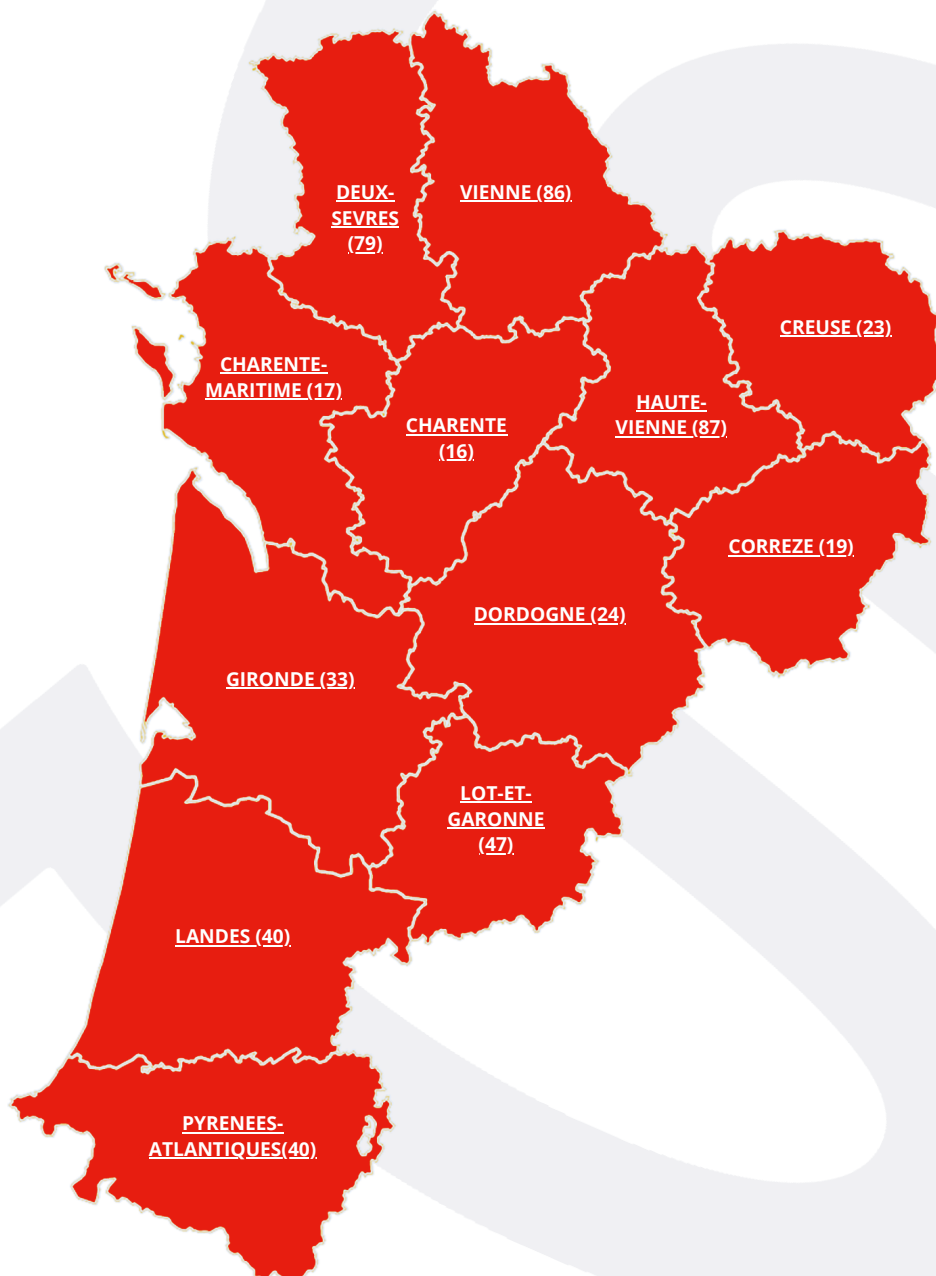 DEUX-
SEVRES
(79)
VIENNE (86)
CREUSE (23)
CHARENTE-
MARITIME (17)
HAUTE-
VIENNE (87)
CHARENTE
(16)
CORREZE (19)
DORDOGNE (24)
GIRONDE (33)
LOT-ET-
GARONNE
(47)
LANDES (40)
PYRENEES-
ATLANTIQUES(40)